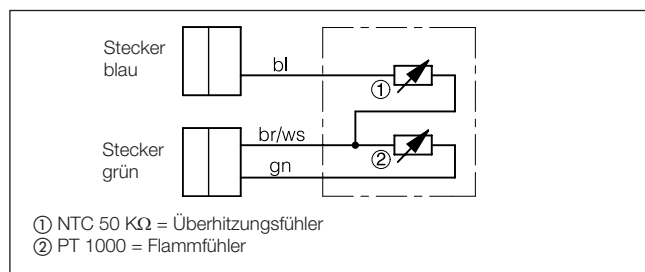 Stecker
blau
bl
①
Stecker
grün
br/ws
gn
②
① NTC 50 KΩ = Überhitzungsfühler
② PT 1000 = Flammfühler